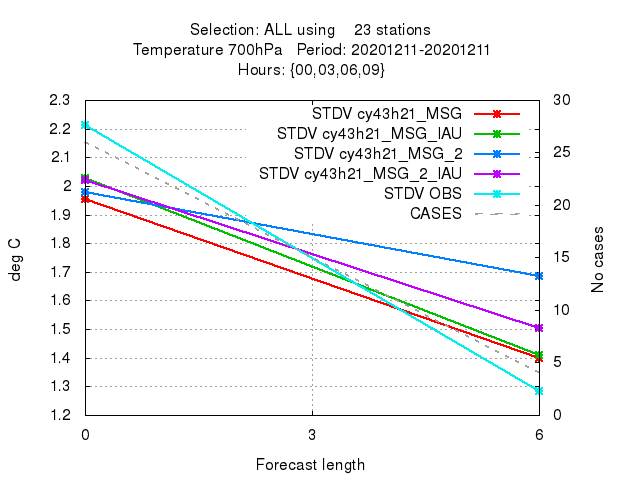 Selection: ALL using    23 stations
Temperature 700hPa   Period: 20201211-20201211
Hours: {00,03,06,09}
STDV cy43h21_MSG
STDV cy43h21_MSG_IAU
STDV cy43h21_MSG_2
STDV cy43h21_MSG_2_IAU
STDV OBS
CASES
deg C
2.3
2.2
2.1
2
1.9
1.8
1.7
1.6
1.5
1.4
1.3
1.2
30
25
20
15
10
5
0
No cases
0 3 6
Forecast length